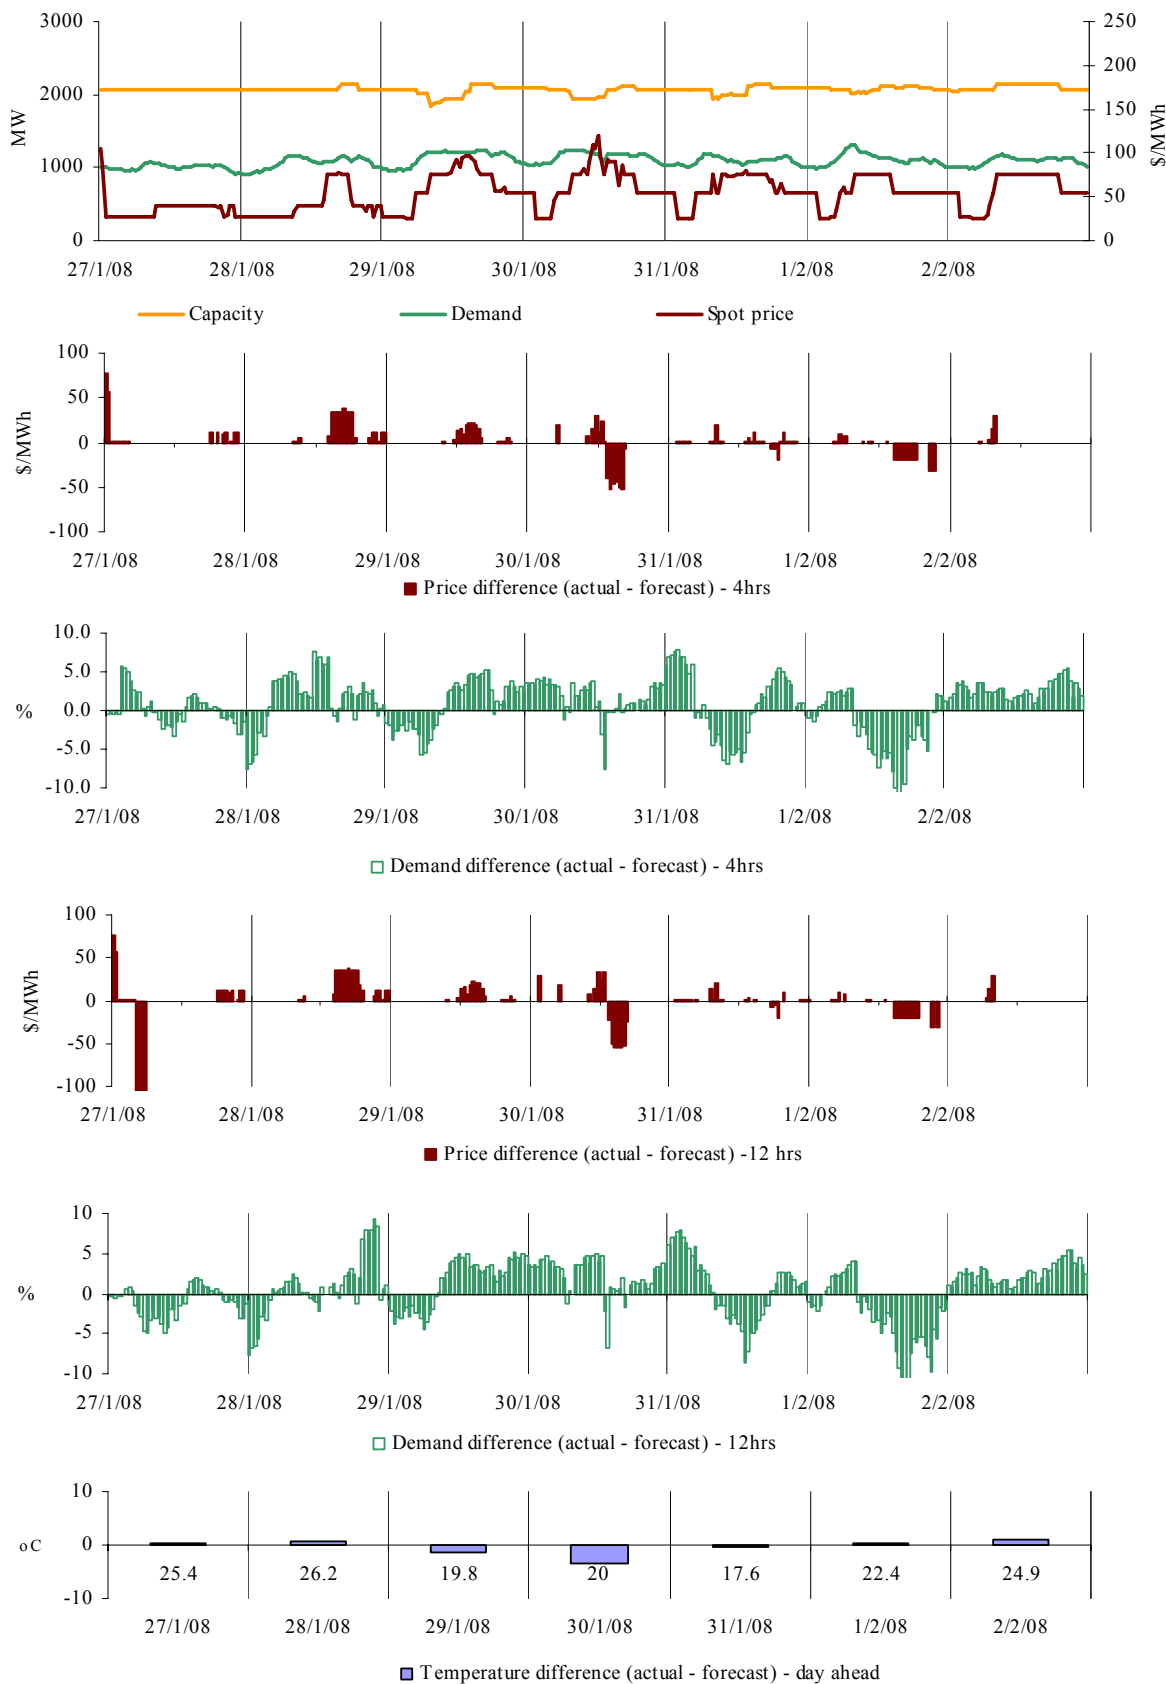 3000 250
200
2000 150
MW $/MWh
1000 100
50
0 0
27/1/08 28/1/08 29/1/08 30/1/08 31/1/08 1/2/08 2/2/08
Capacity Demand Spot price
100
50
0
-50
-100
$/MWh
27/1/08 28/1/08 29/1/08 30/1/08 31/1/08 1/2/08 2/2/08
Price difference (actual - forecast) - 4hrs
10.0
5.0
% 0.0
-5.0
-10.0
27/1/08 28/1/08 29/1/08 30/1/08 31/1/08 1/2/08 2/2/08
Demand difference (actual - forecast) - 4hrs
100
50
0
-50
-100
$/MWh
27/1/08 28/1/08 29/1/08 30/1/08 31/1/08 1/2/08 2/2/08
Price difference (actual - forecast) -12 hrs
10
5
% 0
-5
-10
27/1/08 28/1/08 29/1/08 30/1/08 31/1/08 1/2/08 2/2/08
Demand difference (actual - forecast) - 12hrs
10
oC 0
25.4 26.2 19.8 20 17.6 22.4 24.9
-10
27/1/08 28/1/08 29/1/08 30/1/08 31/1/08 1/2/08 2/2/08
Temperature difference (actual - forecast) - day ahead